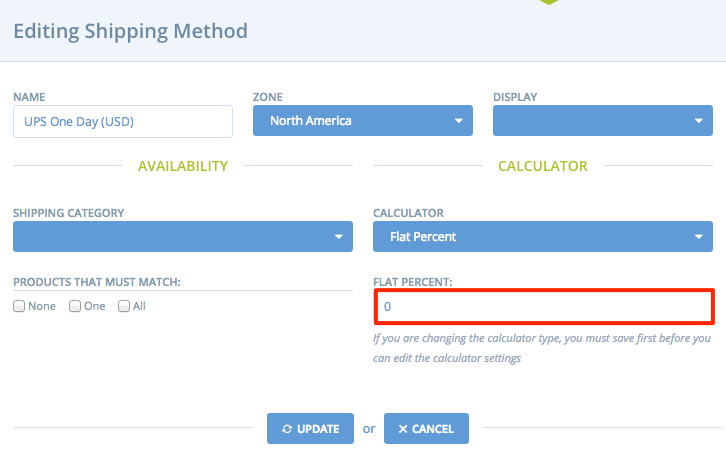 Editing Shipping Method
NAME ZONE DISPLAY
UPS One Day (USD) North America
AVAILABILITY CALCULATOR
SHIPPING CATEGORY CALCULATOR
Flat Percent
PRODUCTS THAT MUST MATCH: FLAT PERCENT:
None One All 0
If you are changing the calculator type, you must save first before you
can edit the calculator settings
UPDATE or CANCEL